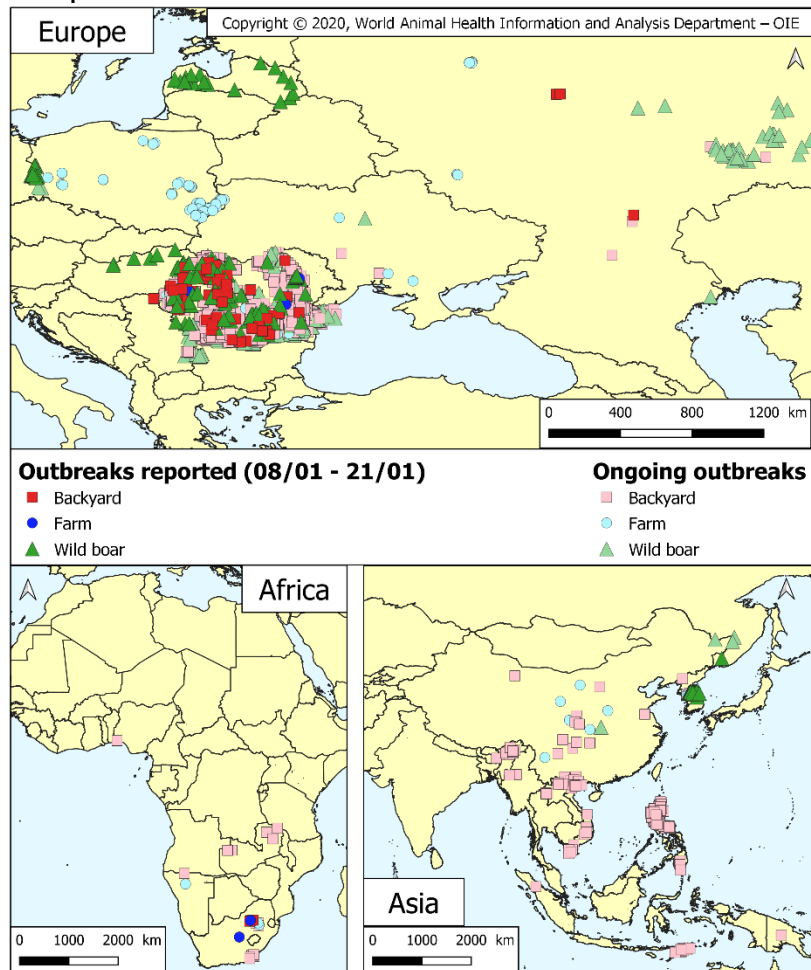 Europe
Copyright © 2020, World Animal Health Information and Analysis Department – OIE
0 400 800 1200 km
Outbreaks reported (08/01 - 21/01)
Backyard
Farm
Wild boar
Ongoing outbreaks
Backyard
Farm
Wild boar
Africa
0 1000 2000 km
Asia
0 1000 2000 km